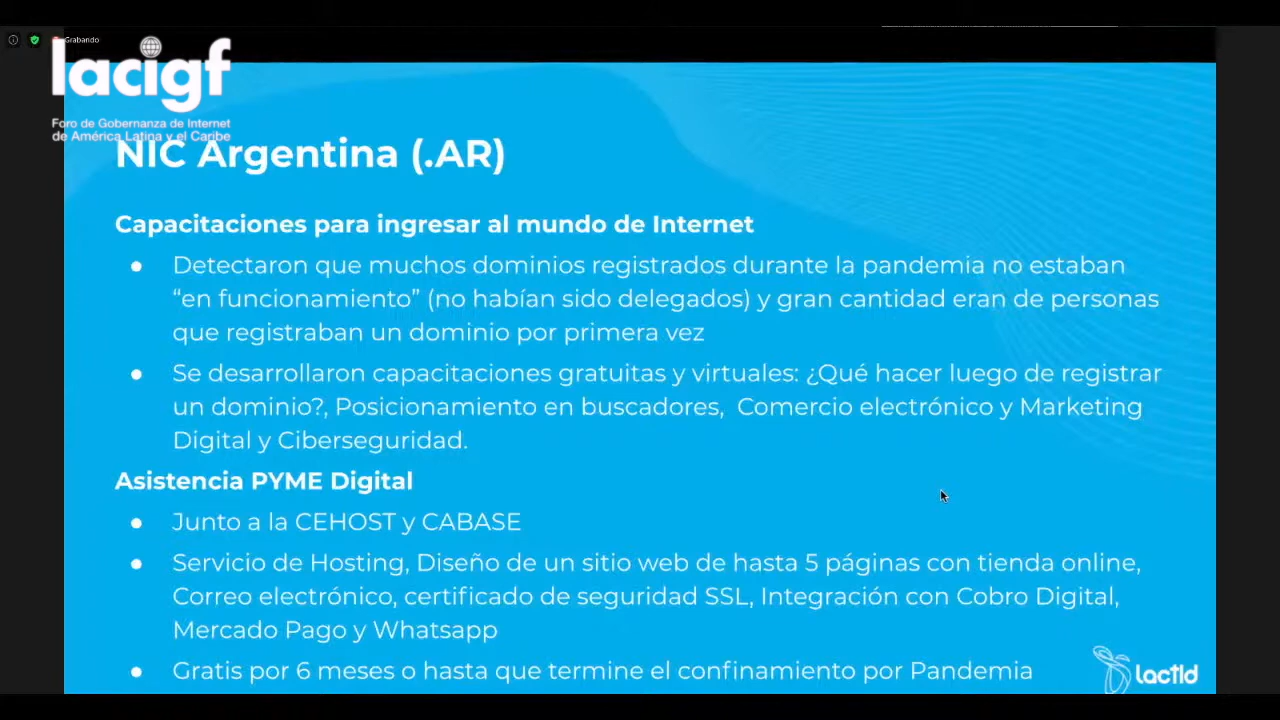 Grabando
lacigf
Foro de Gobernanza de Internet
de América Latina y el Caribe
NIC Argentina (.AR)
Capacitaciones para ingresar al mundo de Internet
● Detectaron que muchos dominios registrados durante la pandemia no estaban
“en funcionamiento” (no habían sido delegados) y gran cantidad eran de personas
que registraban un dominio por primera vez
● Se desarrollaron capacitaciones gratuitas y virtuales: ¿Qué hacer luego de registrar
un dominio?, Posicionamiento en buscadores, Comercio electrónico y Marketing
Digital y Ciberseguridad.
Asistencia PYME Digital
● Junto a la CEHOST y CABASE
● Servicio de Hosting, Diseño de un sitio web de hasta 5 páginas con tienda online,
Correo electrónico, certificado de seguridad SSL, Integración con Cobro Digital,
Mercado Pago y Whatsapp
● Gratis por 6 meses o hasta que termine el confinamiento por Pandemia
lactld